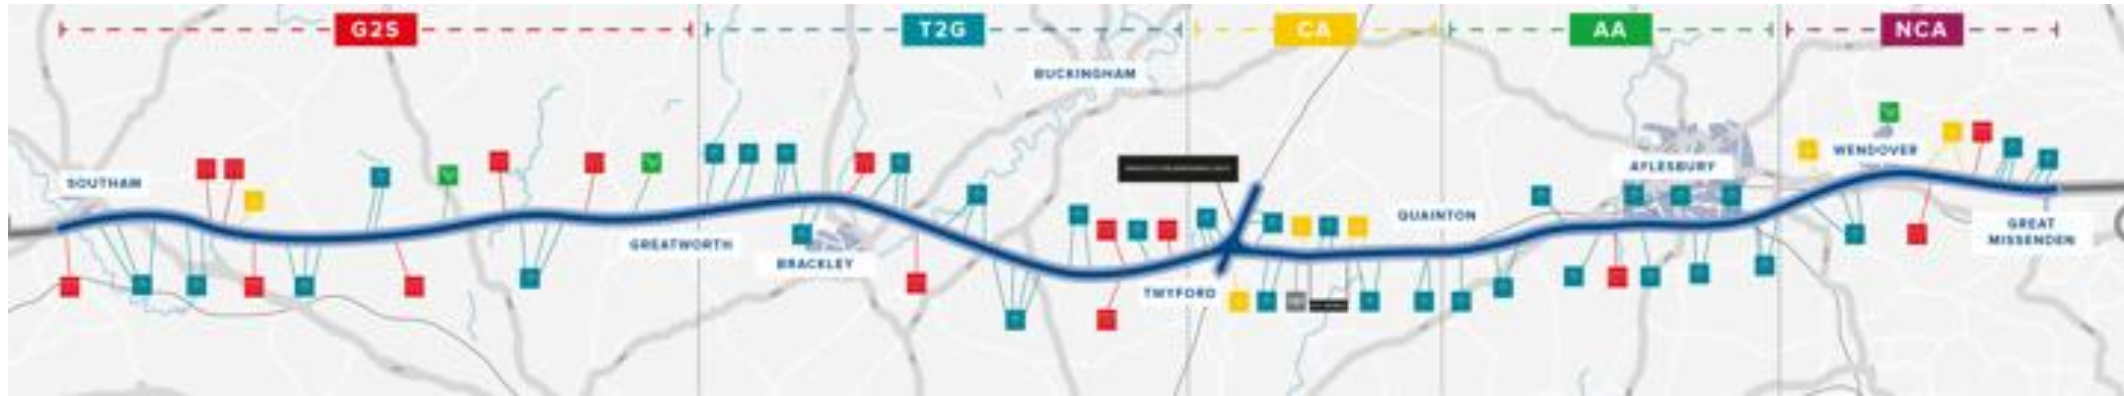 G2S
T2G
CA
AA
NCA
BUCKINGHAM
SOUTHAM
AYLESBURY
WENDOVER
GREATWORTH
BRACKLEY
TWYFORD
QUAINTON
GREAT
MISSENDEN